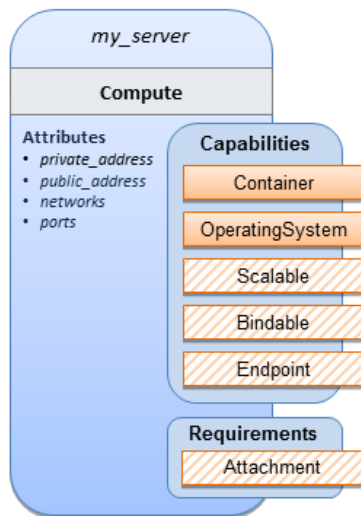 my_server
Compute
Attributes
• private_address
• public_address
• networks
• ports
Capabilities
Container
OperatingSystem
Scalable
Bindable
Endpoint
Requirements
Attachment